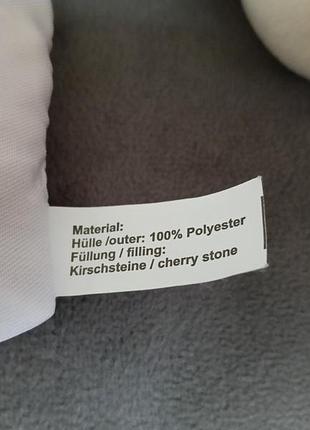 Material:
Hülle /outer: 100% Polyester
Füllung / filling:
Kirschsteine / cherry stone